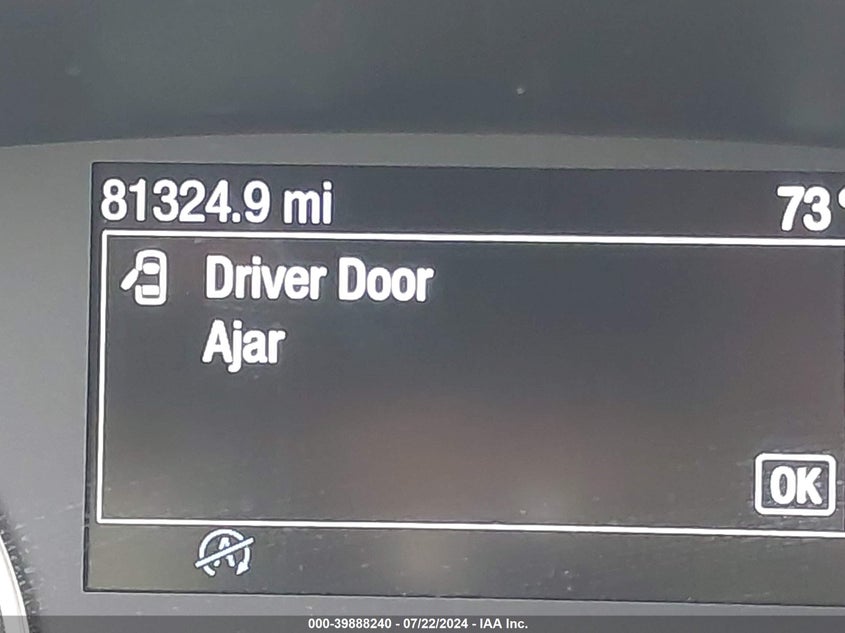 81324.9 mi 73°
Driver Door
Ajar
OK
A
000-39888240 - 07/22/2024 - IAA Inc.